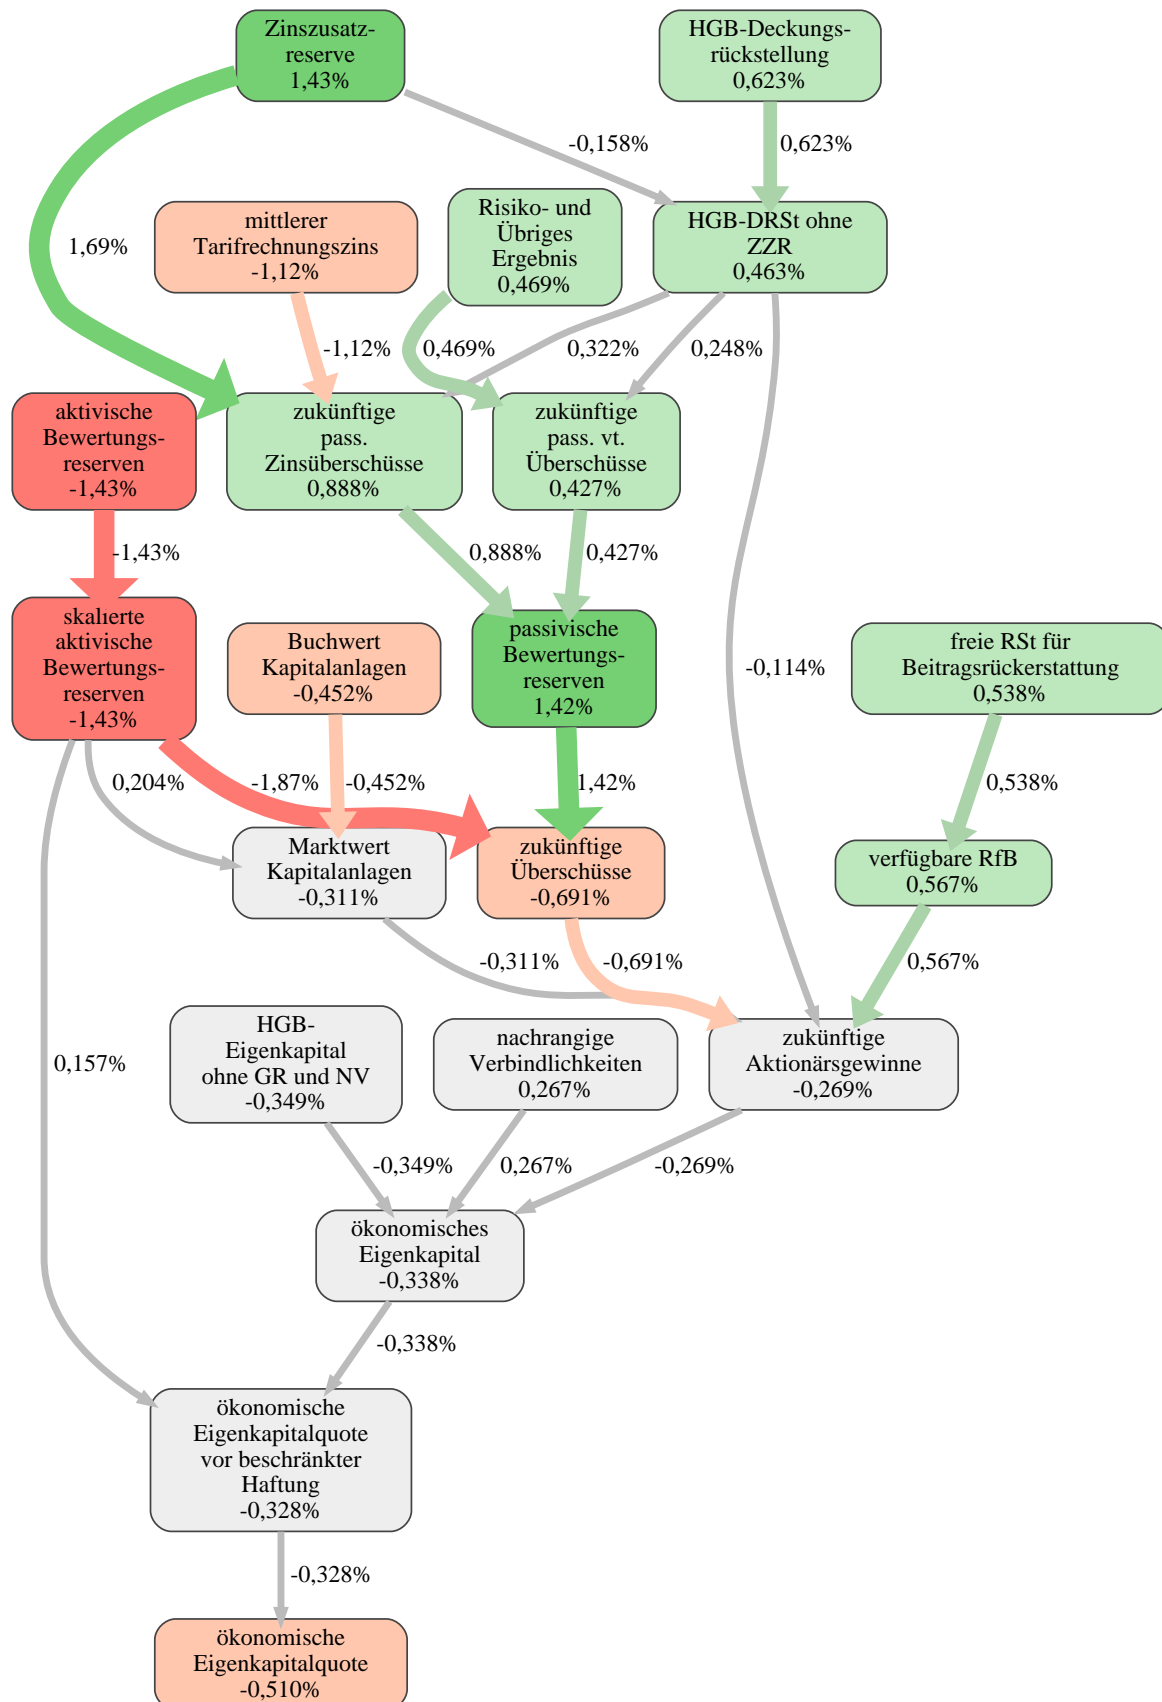 Zinszusatz-
reserve
1,43%
HGB-Deckungs-
rückstellung
0,623%
-0,158%
0,623%
mittlerer
Tarifrechnungszins
-1,12%
Risiko- und
Übriges
Ergebnis
0,469%
HGB-DRSt ohne
ZZR
0,463%
1,69%
-1,12%
0,469%
0,322%
0,248%
aktivische
Bewertungs-
reserven
-1,43%
zukünftige
pass.
Zinsüberschüsse
0,888%
zukünftige
pass. vt.
Überschüsse
0,427%
-1,43%
0,888%
0,427%
skalierte
aktivische
Bewertungs-
reserven
-1,43%
Buchwert
Kapitalanlagen
-0,452%
passivische
Bewertungs-
reserven
1,42%
-0,114%
freie RSt für
Beitragsrückerstattung
0,538%
0,204%
-1,87%
-0,452%
1,42%
0,538%
Marktwert
Kapitalanlagen
-0,311%
zukünftige
Überschüsse
-0,691%
verfügbare RfB
0,567%
-0,311%
-0,691%
0,567%
0,157%
HGB-
Eigenkapital
ohne GR und NV
-0,349%
nachrangige
Verbindlichkeiten
0,267%
zukünftige
Aktionärsgewinne
-0,269%
-0,349%
0,267%
-0,269%
ökonomisches
Eigenkapital
-0,338%
-0,338%
ökonomische
Eigenkapitalquote
vor beschränkter
Haftung
-0,328%
-0,328%
ökonomische
Eigenkapitalquote
-0,510%